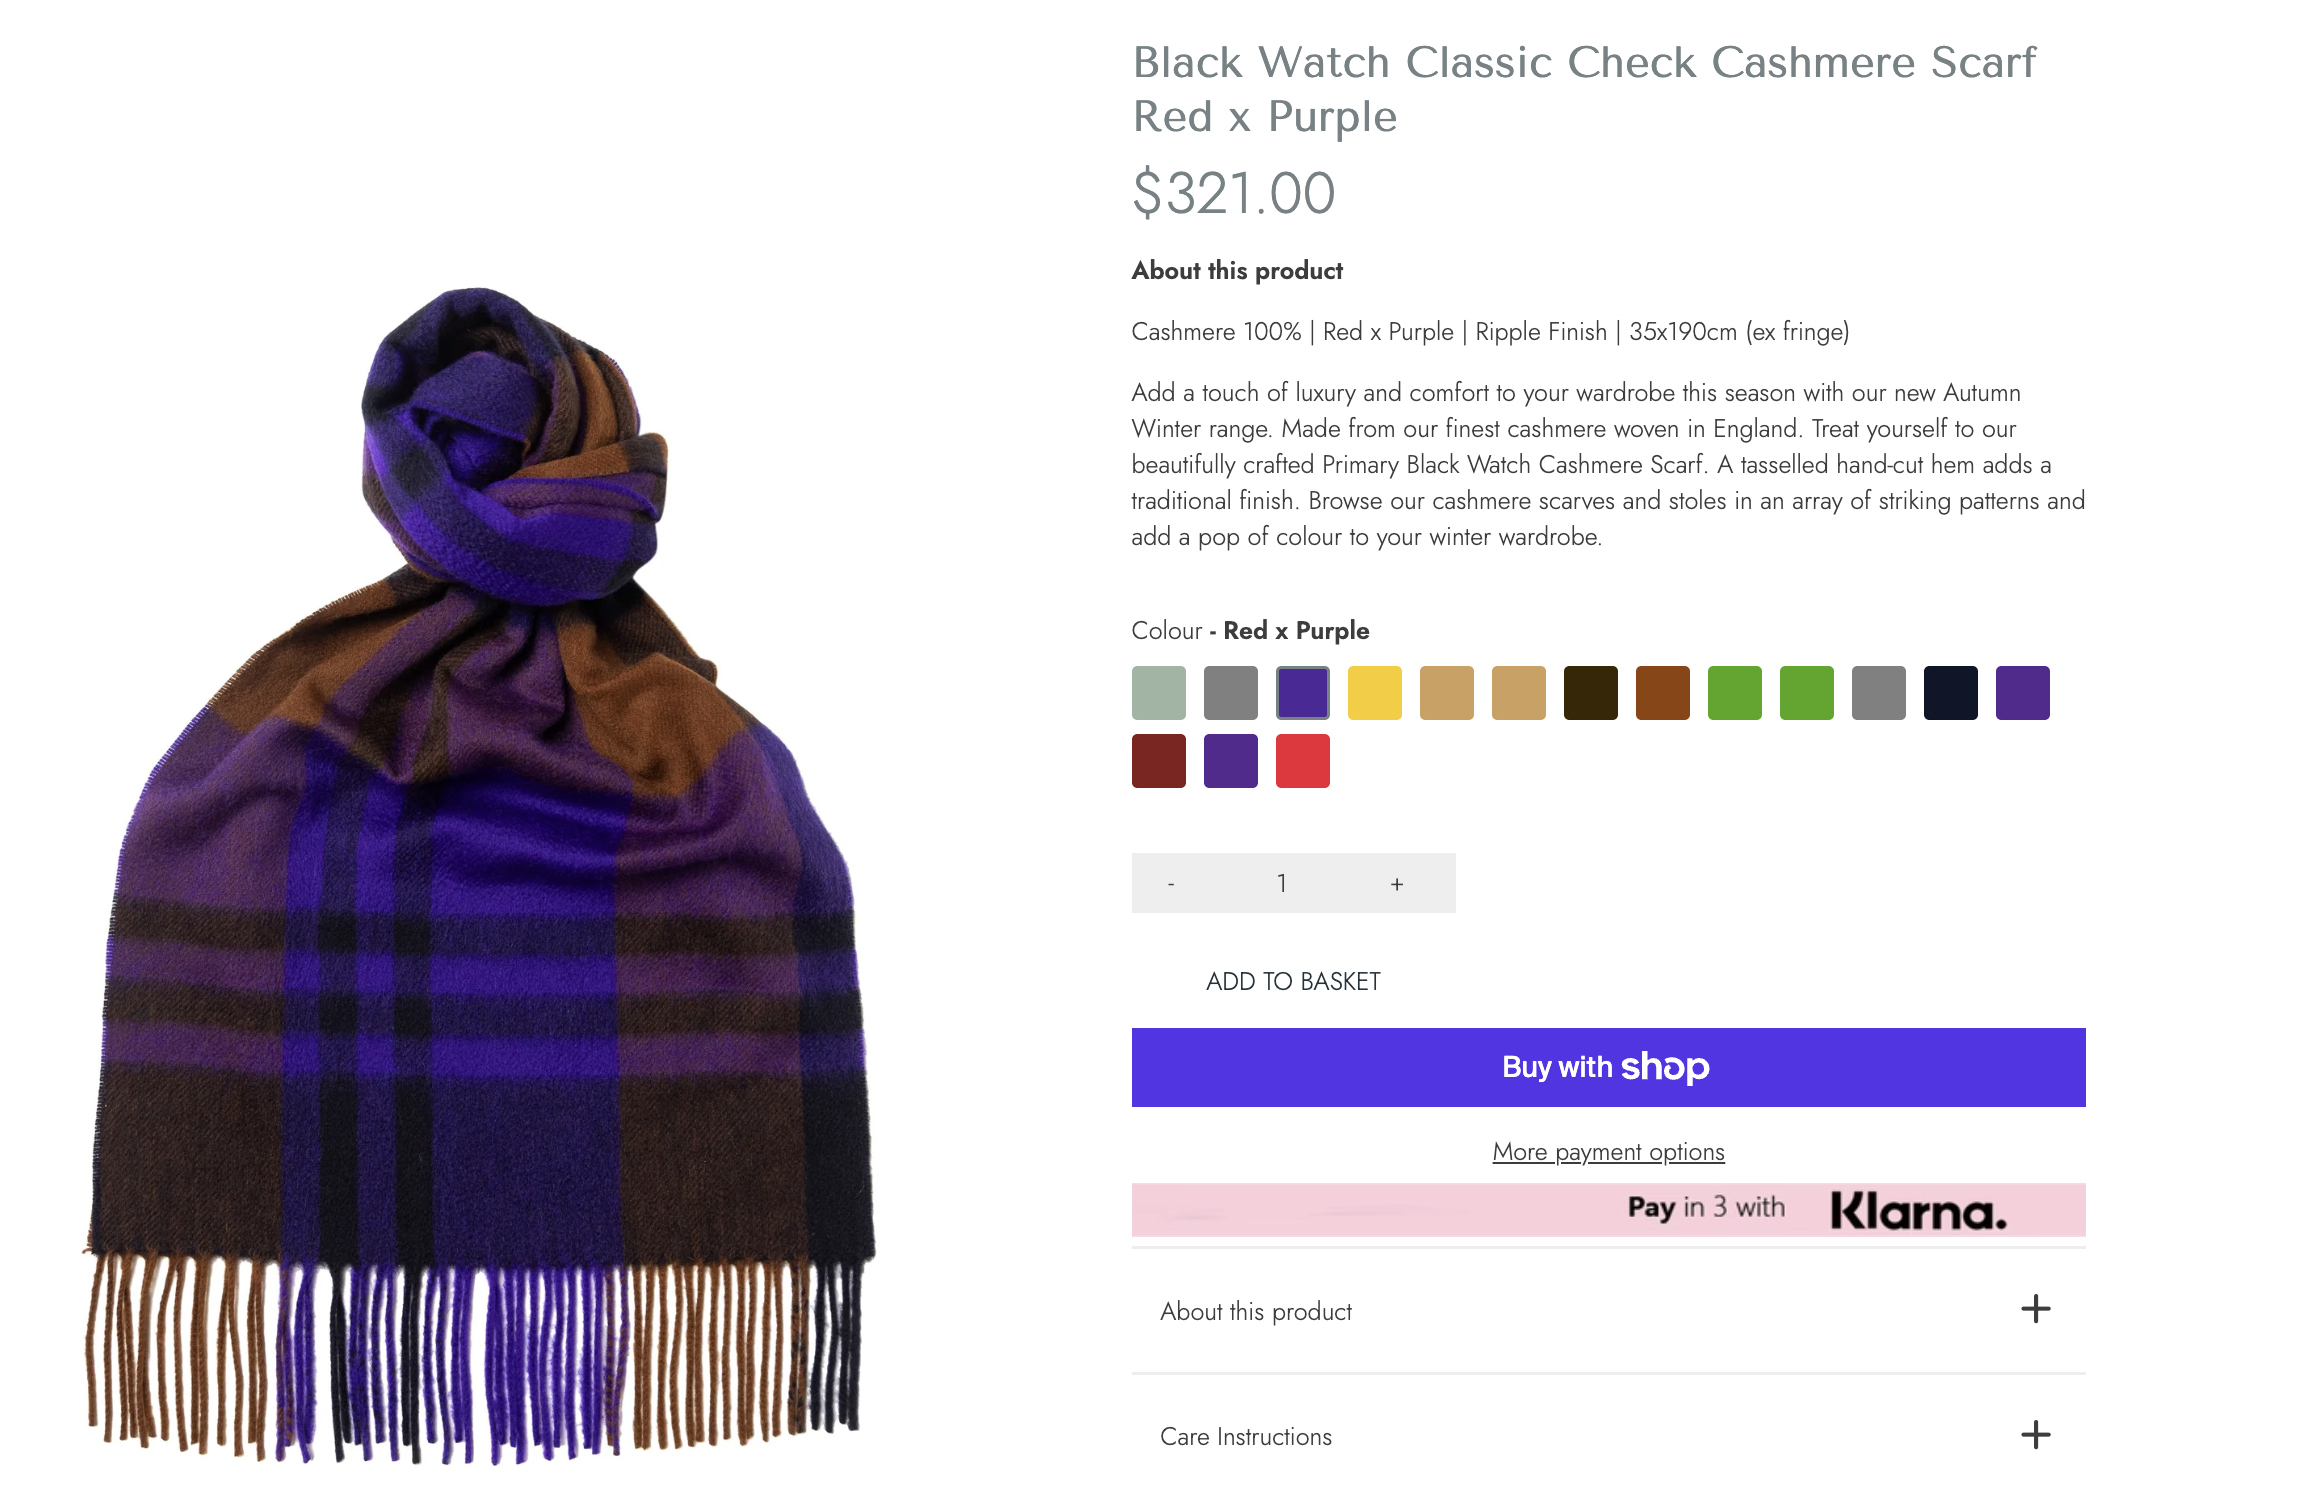 Black Watch Classic Check Cashmere Scarf
Red x Purple
$321.00
About this product
Cashmere 100% | Red x Purple | Ripple Finish | 35x190cm (ex fringe)
Add a touch of luxury and comfort to your wardrobe this season with our new Autumn
Winter range. Made from our finest cashmere woven in England. Treat yourself to our
beautifully crafted Primary Black Watch Cashmere Scarf. A tasselled hand-cut hem adds a
traditional finish. Browse our cashmere scarves and stoles in an array of striking patterns and
add a pop of colour to your winter wardrobe.
Colour - Red x Purple
- 1 +
ADD TO BASKET
Buy with shop
More payment options
Pay in 3 with Klarna.
About this product +
Care Instructions +